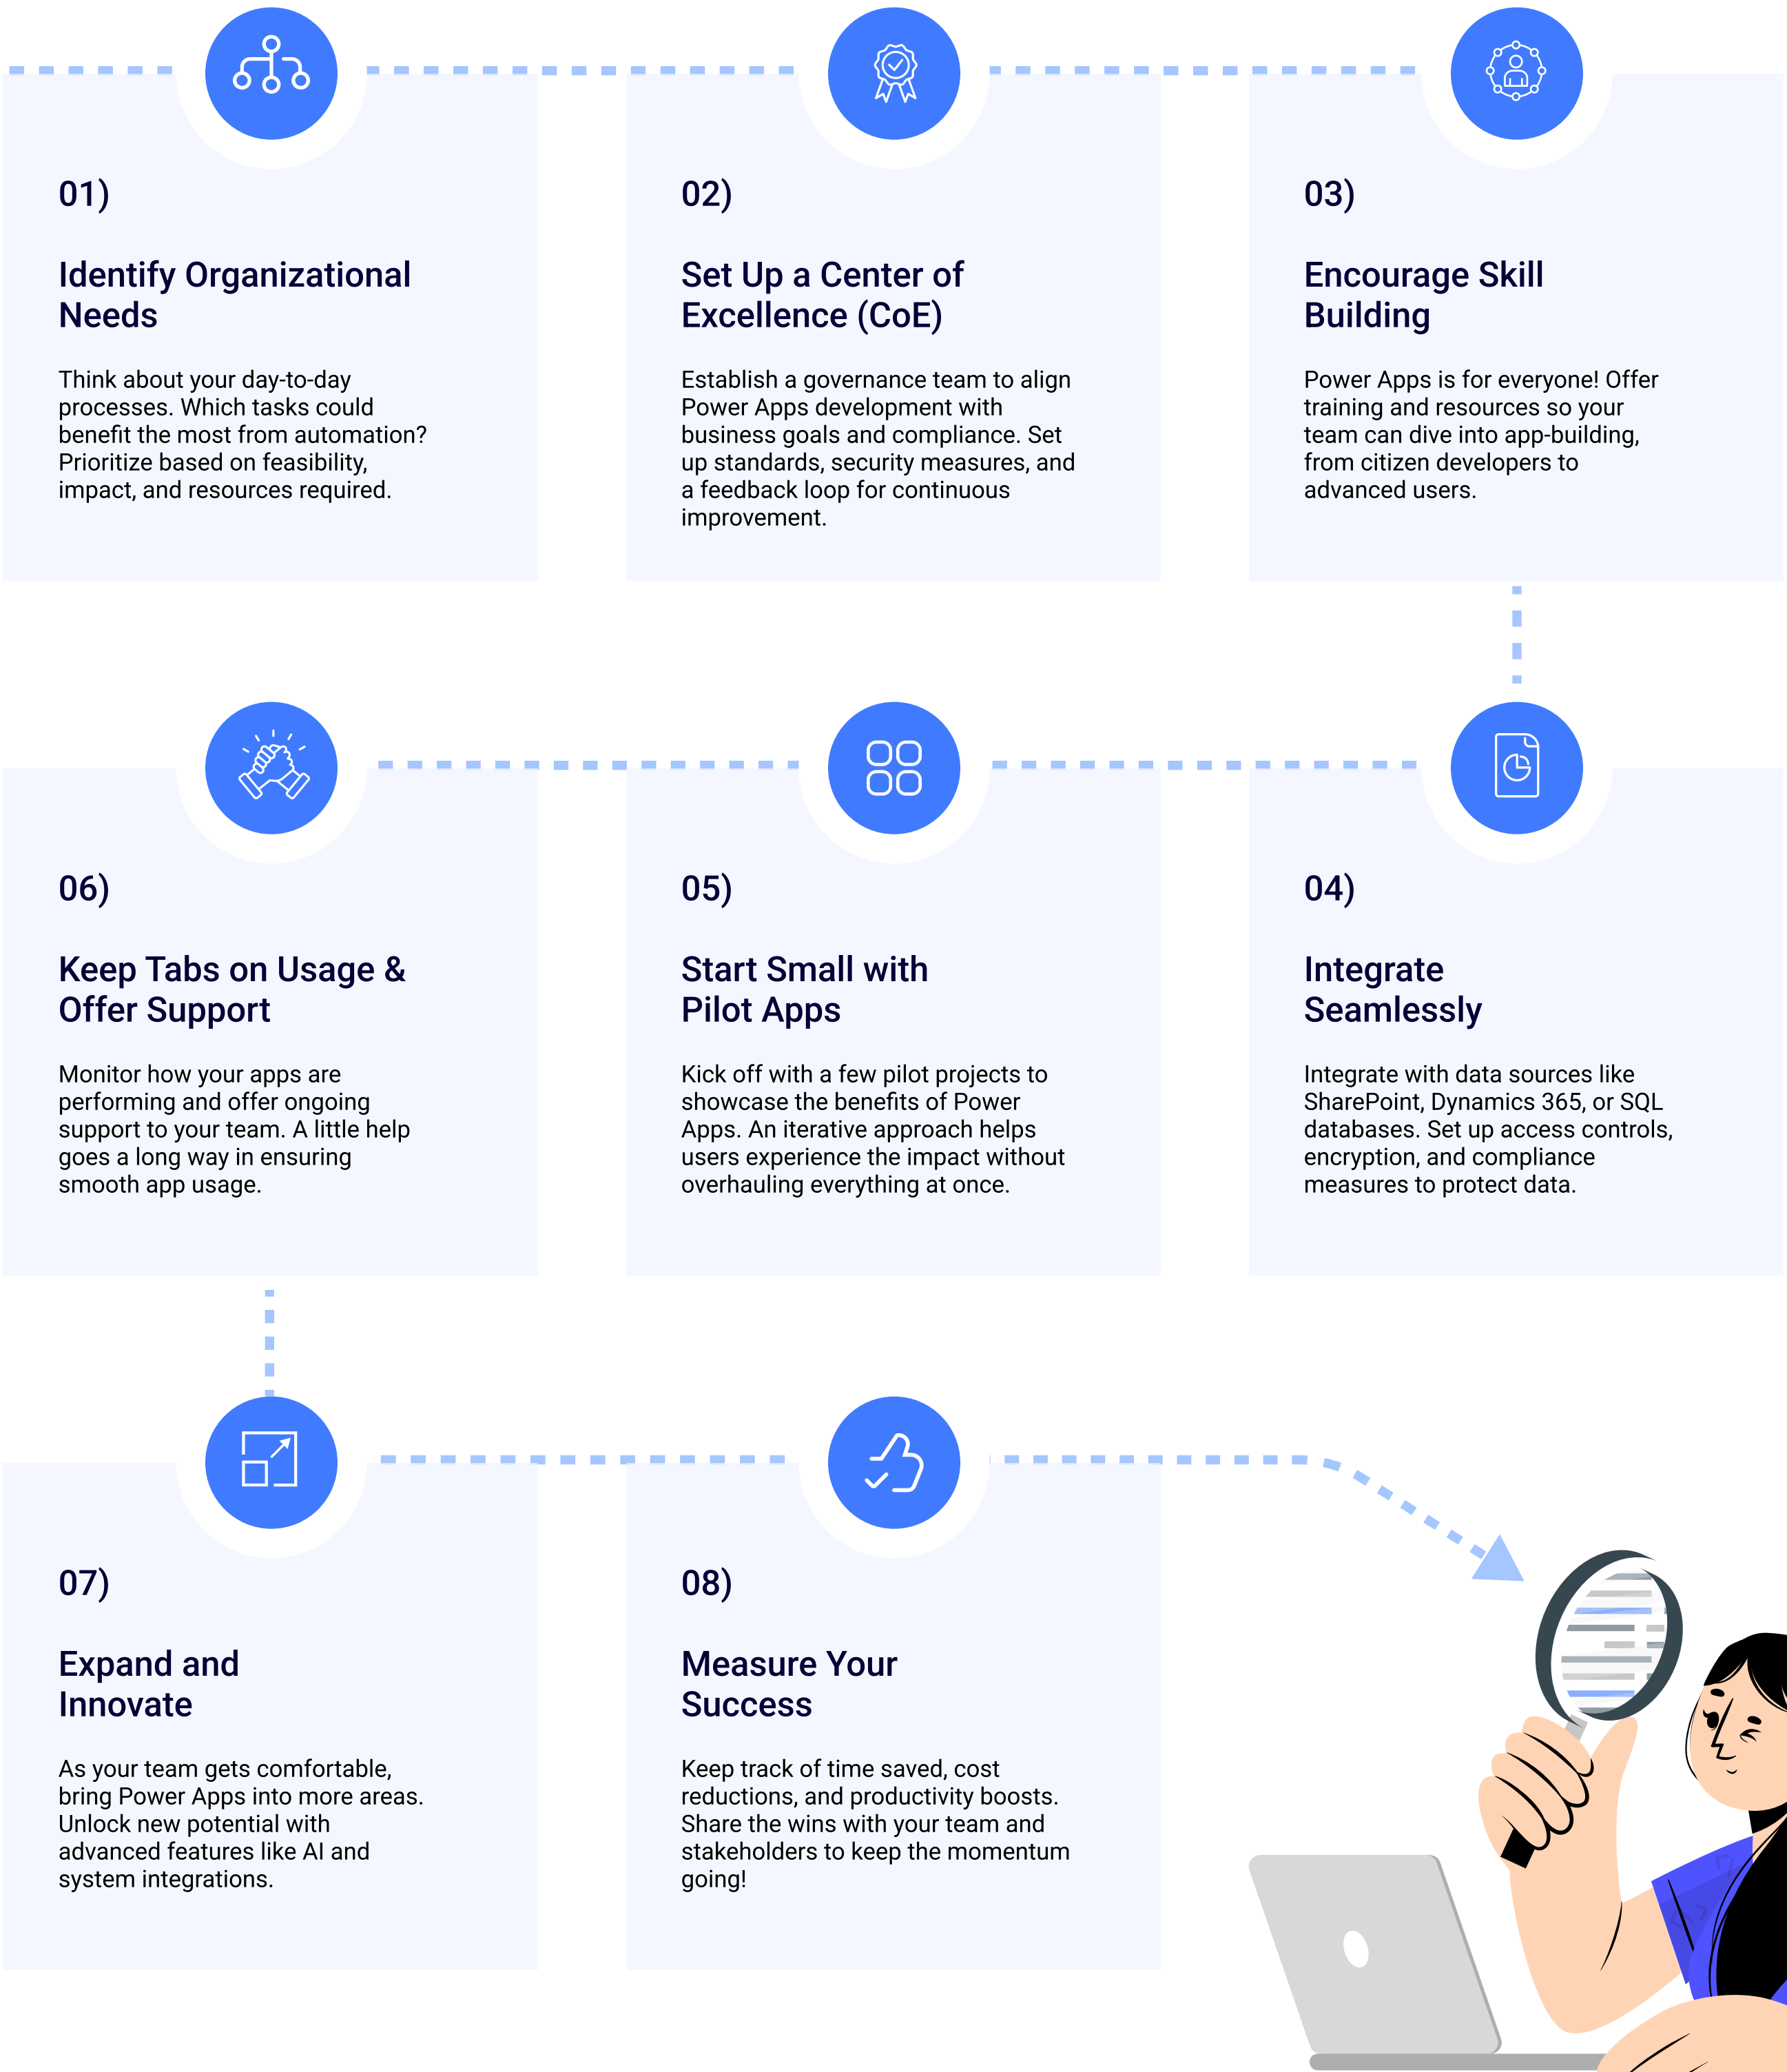 01)
Identify Organizational
Needs
Think about your day-to-day
processes. Which tasks could
benefit the most from automation?
Prioritize based on feasibility,
impact, and resources required.
02)
Set Up a Center of
Excellence (CoE)
Establish a governance team to align
Power Apps development with
business goals and compliance. Set
up standards, security measures, and
a feedback loop for continuous
improvement.
03)
Encourage Skill
Building
Power Apps is for everyone! Offer
training and resources so your
team can dive into app-building,
from citizen developers to
advanced users.
04)
Integrate
Seamlessly
Integrate with data sources like
SharePoint, Dynamics 365, or SQL
databases. Set up access controls,
encryption, and compliance
measures to protect data.
05)
Start Small with
Pilot Apps
Kick off with a few pilot projects to
showcase the benefits of Power
Apps. An iterative approach helps
users experience the impact without
overhauling everything at once.
06)
Keep Tabs on Usage &
Offer Support
Monitor how your apps are
performing and offer ongoing
support to your team. A little help
goes a long way in ensuring
smooth app usage.
07)
Expand and
Innovate
As your team gets comfortable,
bring Power Apps into more areas.
Unlock new potential with
advanced features like AI and
system integrations.
08)
Measure Your
Success
Keep track of time saved, cost
reductions, and productivity boosts.
Share the wins with your team and
stakeholders to keep the momentum
going!